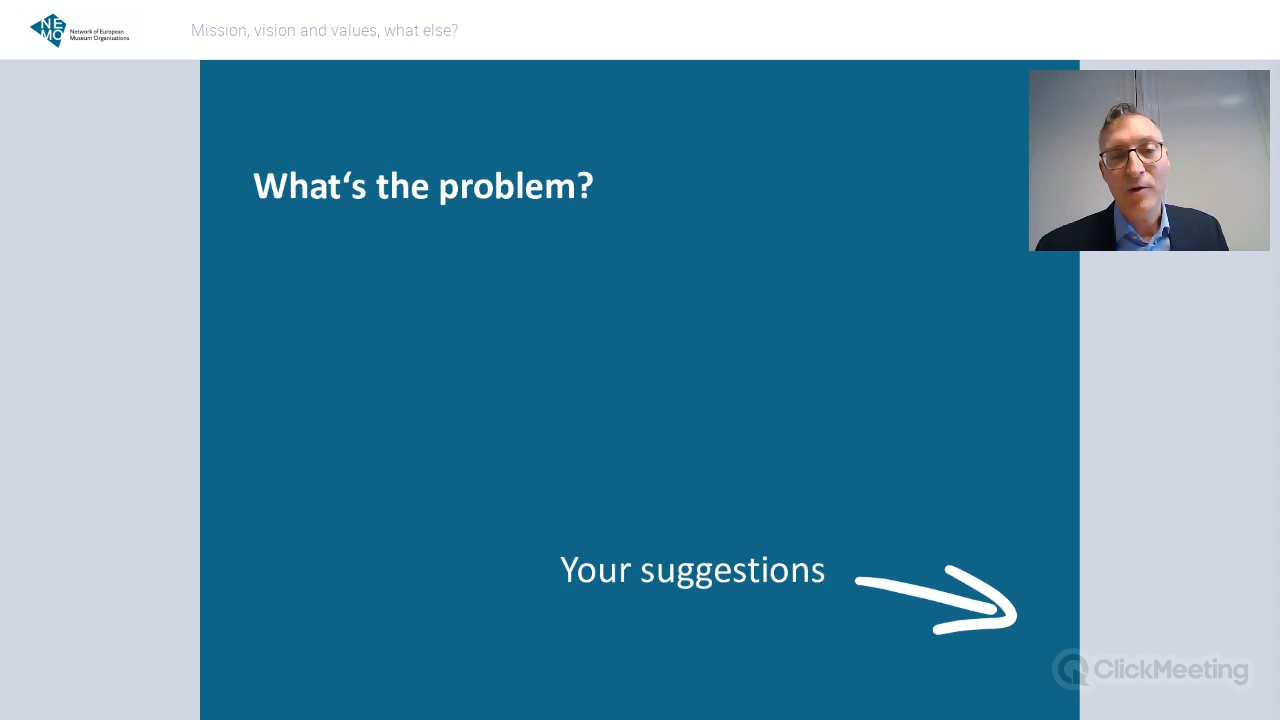 NE
MO
Network of European
Museum Organisations
Mission, vision and values, what else?
What‘s the problem?
Your suggestions
ClickMeeting